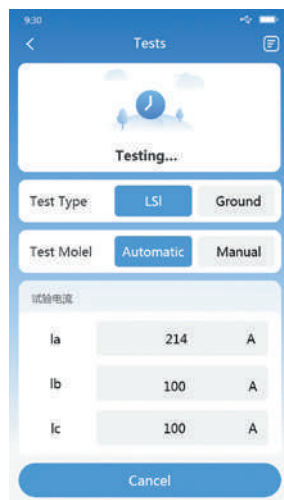 9:30
Tests
Testing...
Test Type LSI Ground
Test Molel Automatic Manual
试验电流
Ia 214 A
Ib 100 A
Ic 100 A
Cancel